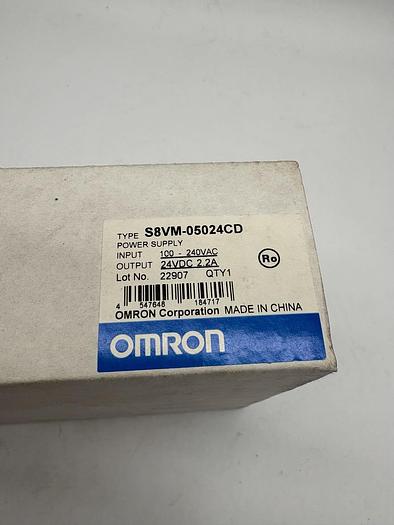 TYPE S8VM-05024CD
POWER SUPPLY
INPUT 100 - 240VAC
OUTPUT 24VDC 2.2A
Lot No. 22907 QTY1
Ro
4 547648 184717
OMRON Corporation MADE IN CHINA
OMRON